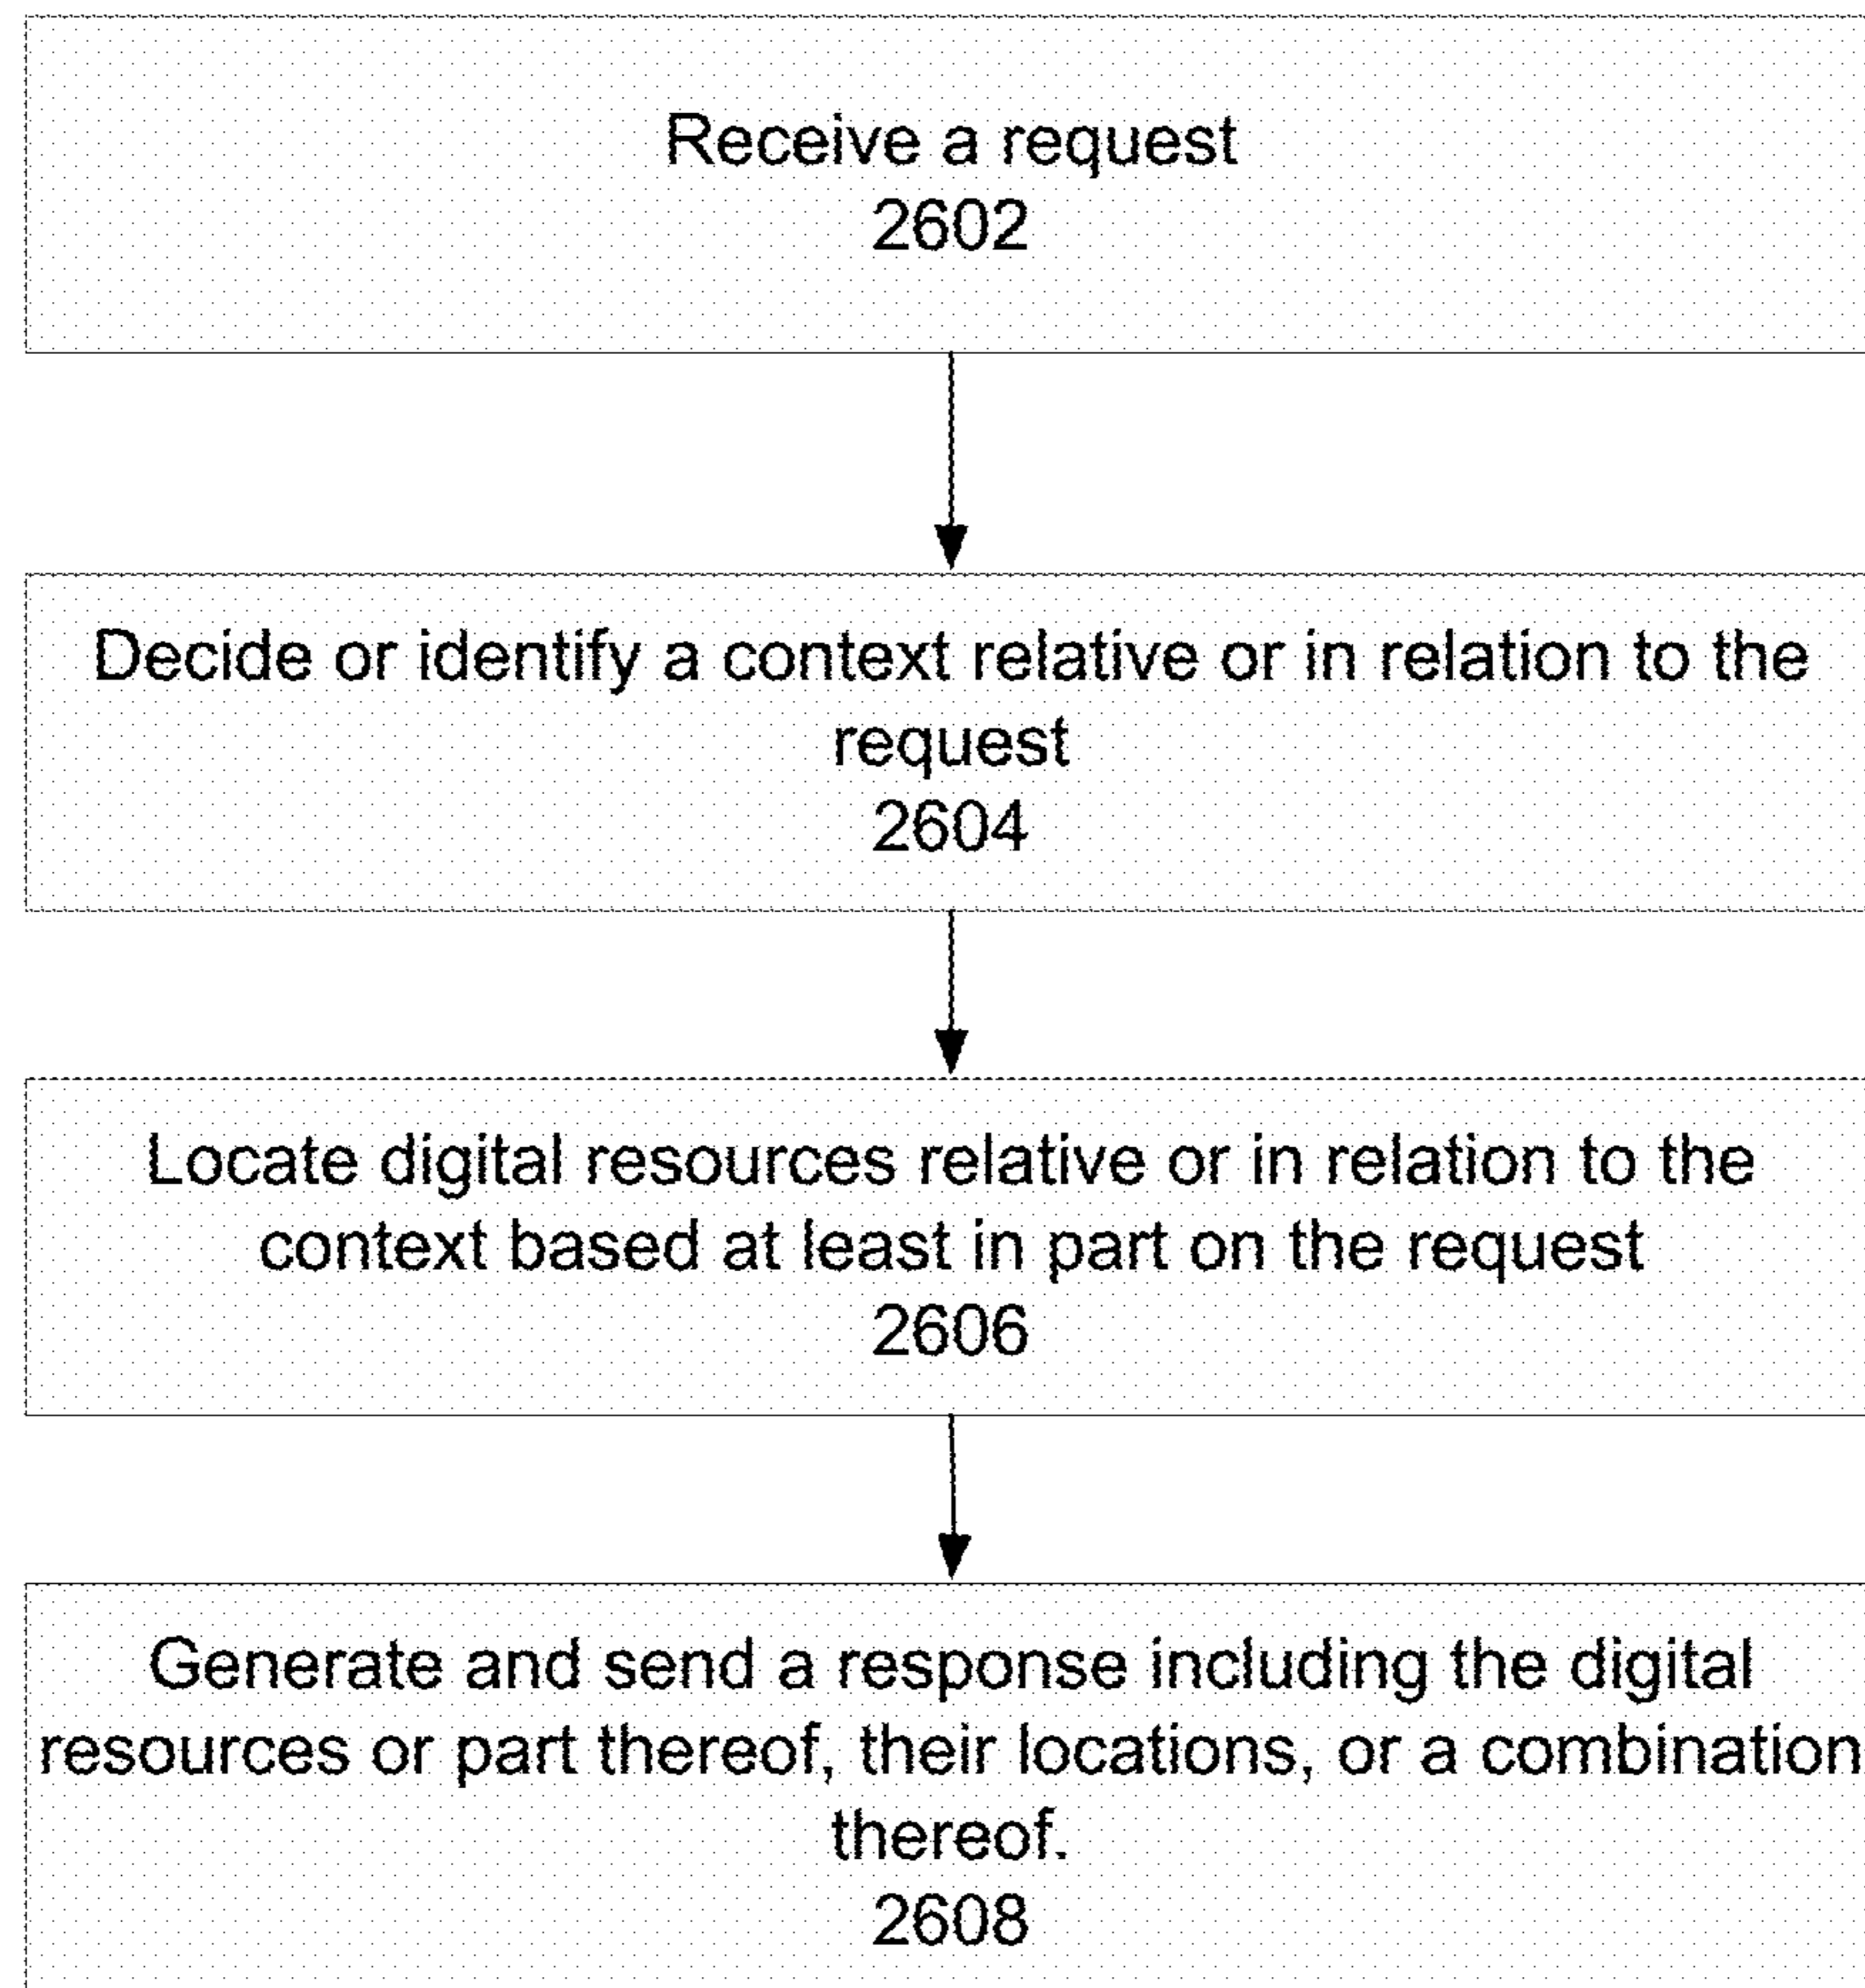 Receive a request
2602
Decide or identify a context relative or in relation to the
request
2604
Locate digital resources relative or in relation to the
context based at least in part on the request
2606
Generate and send a response including the digital
resources or part thereof, their locations, or a combination
thereof.
2608